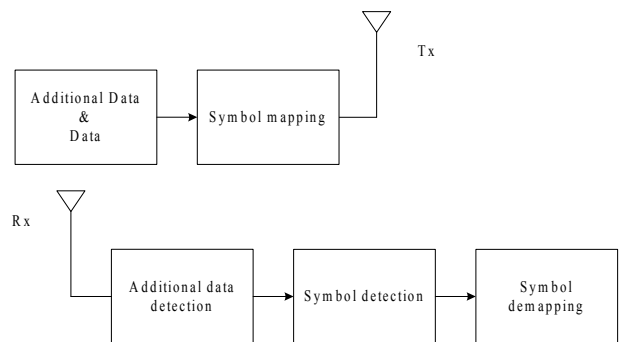 Tx
Additional Data
&
Data
Symbol mapping
Rx
Additional data
detection
Symbol detection
Symbol
demapping